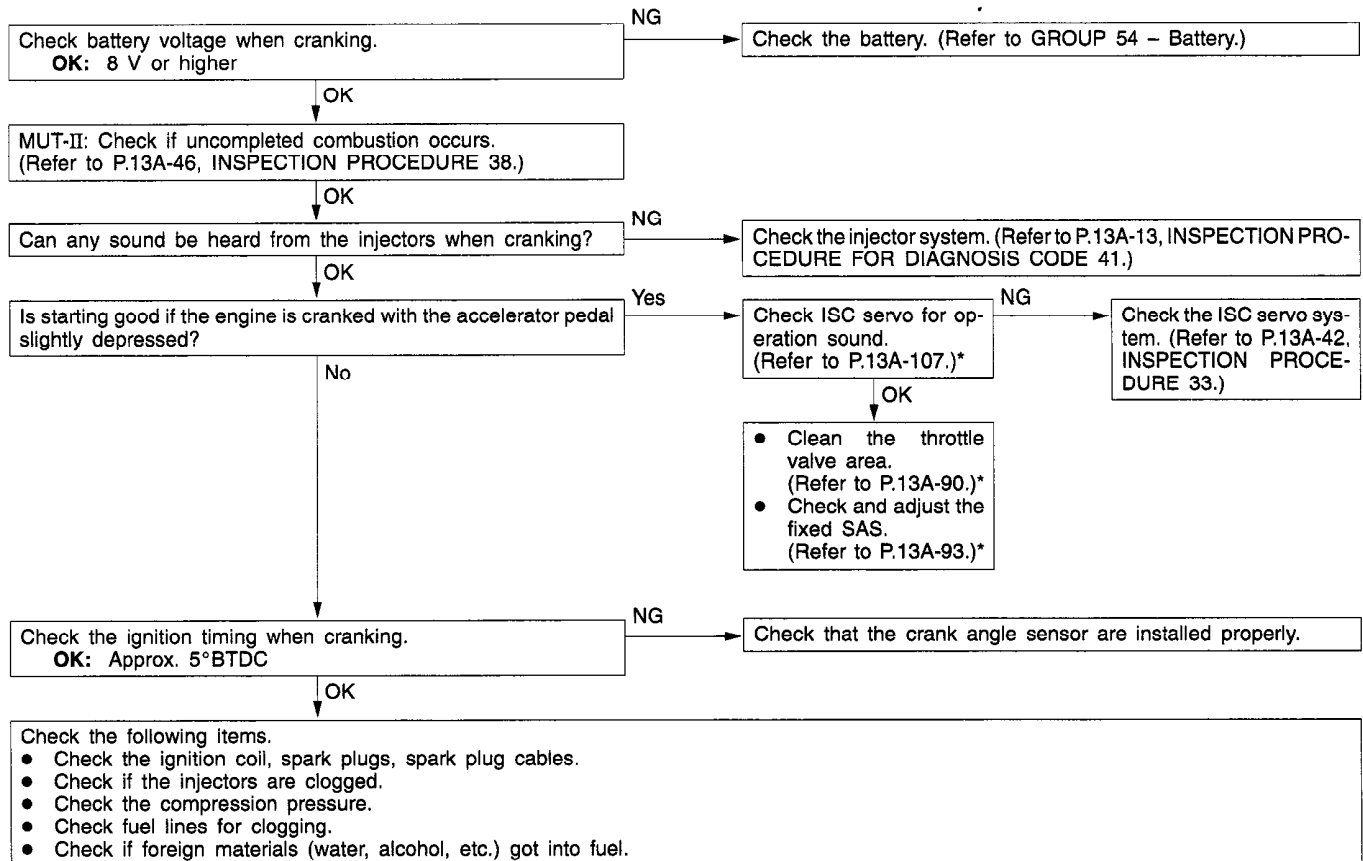 NG
Check battery voltage when cranking.
OK: 8 V or higher
Check the battery. (Refer to GROUP 54 – Battery.)
OK
MUT-II: Check if uncompleted combustion occurs.
(Refer to P.13A-46, INSPECTION PROCEDURE 38.)
OK
NG
Can any sound be heard from the injectors when cranking?
Check the injector system. (Refer to P.13A-13, INSPECTION PRO-
CEDURE FOR DIAGNOSIS CODE 41.)
OK
Yes
Is starting good if the engine is cranked with the accelerator pedal
slightly depressed?
Check ISC servo for op-
eration sound.
(Refer to P.13A-107.)*
NG
Check the ISC servo sys-
tem. (Refer to P.13A-42,
INSPECTION PROCE-
DURE 33.)
No
OK
● Clean the throttle
valve area.
(Refer to P.13A-90.)*
● Check and adjust the
fixed SAS.
(Refer to P.13A-93.)*
NG
Check the ignition timing when cranking.
OK: Approx. 5°BTDC
Check that the crank angle sensor are installed properly.
OK
Check the following items.
● Check the ignition coil, spark plugs, spark plug cables.
● Check if the injectors are clogged.
● Check the compression pressure.
● Check fuel lines for clogging.
● Check if foreign materials (water, alcohol, etc.) got into fuel.